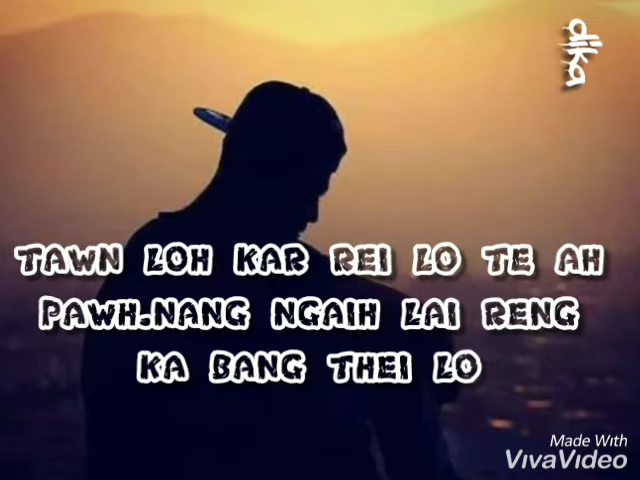 dika
TAWN LOH KAR REI LO TE AH
PAWH.NANG NGAIH LAI RENG
KA BANG THEI LO
Made With
VivaVideo